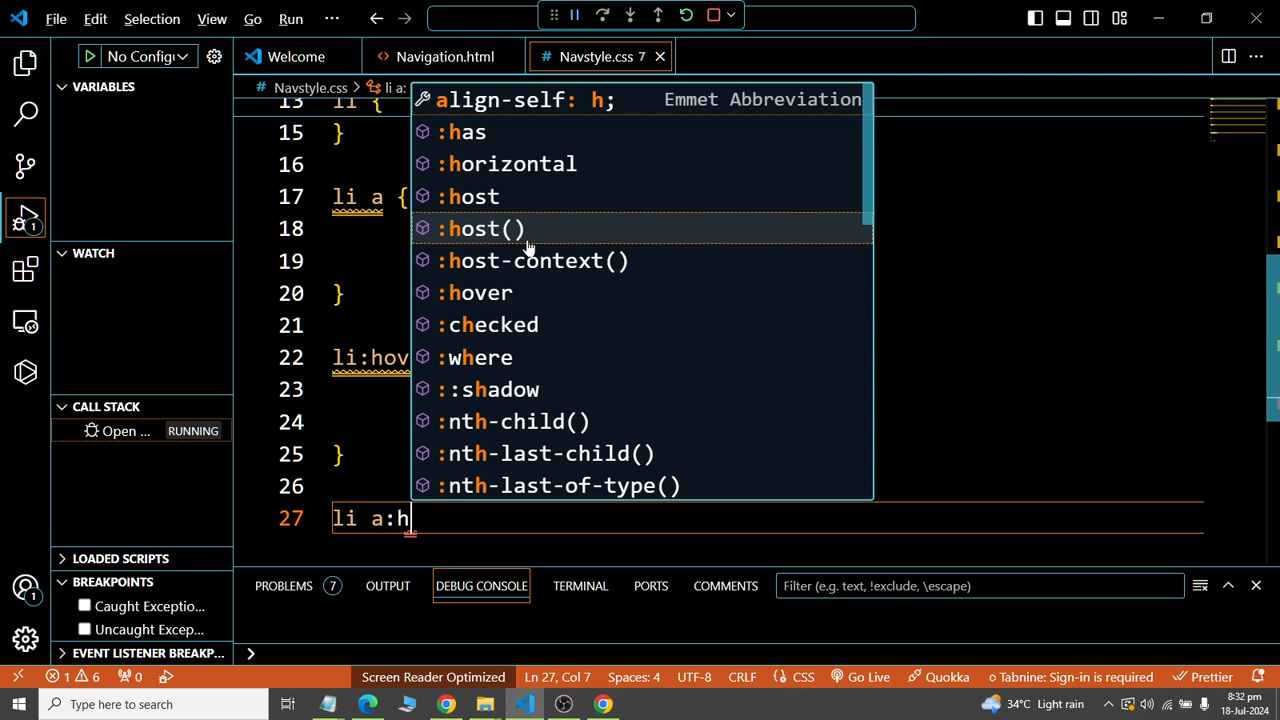 File Edit Selection View Go Run ···
No Configu
Welcome
Navigation.html
# Navstyle.css 7
VARIABLES
# Navstyle.css > li a:
13 li {
15 }
16
17 li a {
18
19
20 }
21
22 li:hov
23
24
25 }
26
27 li a:h
align-self: h; Emmet Abbreviation
:has
:horizontal
:host
:host()
:host-context()
:hover
:checked
:where
::shadow
:nth-child()
:nth-last-child()
:nth-last-of-type()
WATCH
CALL STACK
Open ... RUNNING
LOADED SCRIPTS
BREAKPOINTS
Caught Exceptio...
Uncaught Excep...
EVENT LISTENER BREAKP...
1
1
PROBLEMS 7 OUTPUT DEBUG CONSOLE TERMINAL PORTS COMMENTS Filter (e.g. text, !exclude, \escape)
1 6 0 Screen Reader Optimized Ln 27, Col 7 Spaces: 4 UTF-8 CRLF {} CSS Go Live Quokka Tabnine: Sign-in is required Prettier
Type here to search
34°C Light rain
8:32 pm
18-Jul-2024